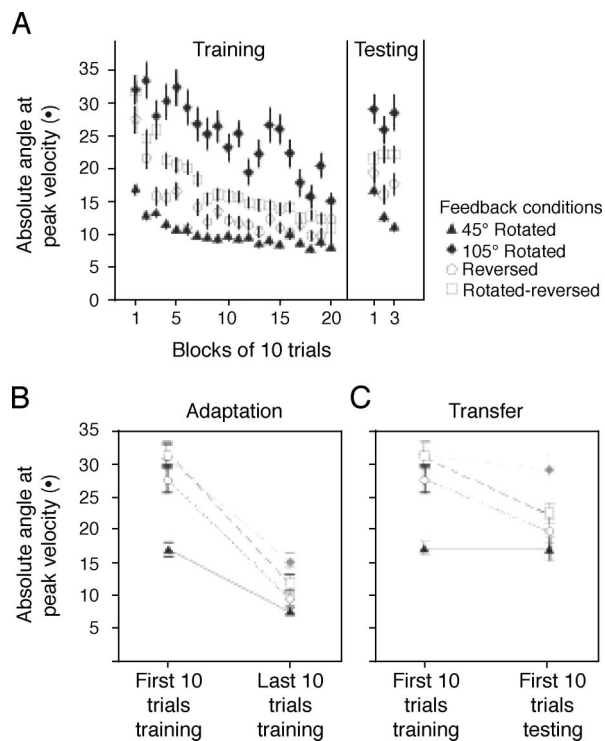 A
Training
Testing
Absolute angle at
peak velocity (•)
35
30
25
20
15
10
5
0
1
5
10
15
20
1
3
Blocks of 10 trials
Feedback conditions
45° Rotated
105° Rotated
Reversed
Rotated-reversed
B
Adaptation
Absolute angle at
peak velocity (•)
35
30
25
20
15
10
5
First 10
trials
training
Last 10
trials
training
C
Transfer
First 10
trials
training
First 10
trials
testing